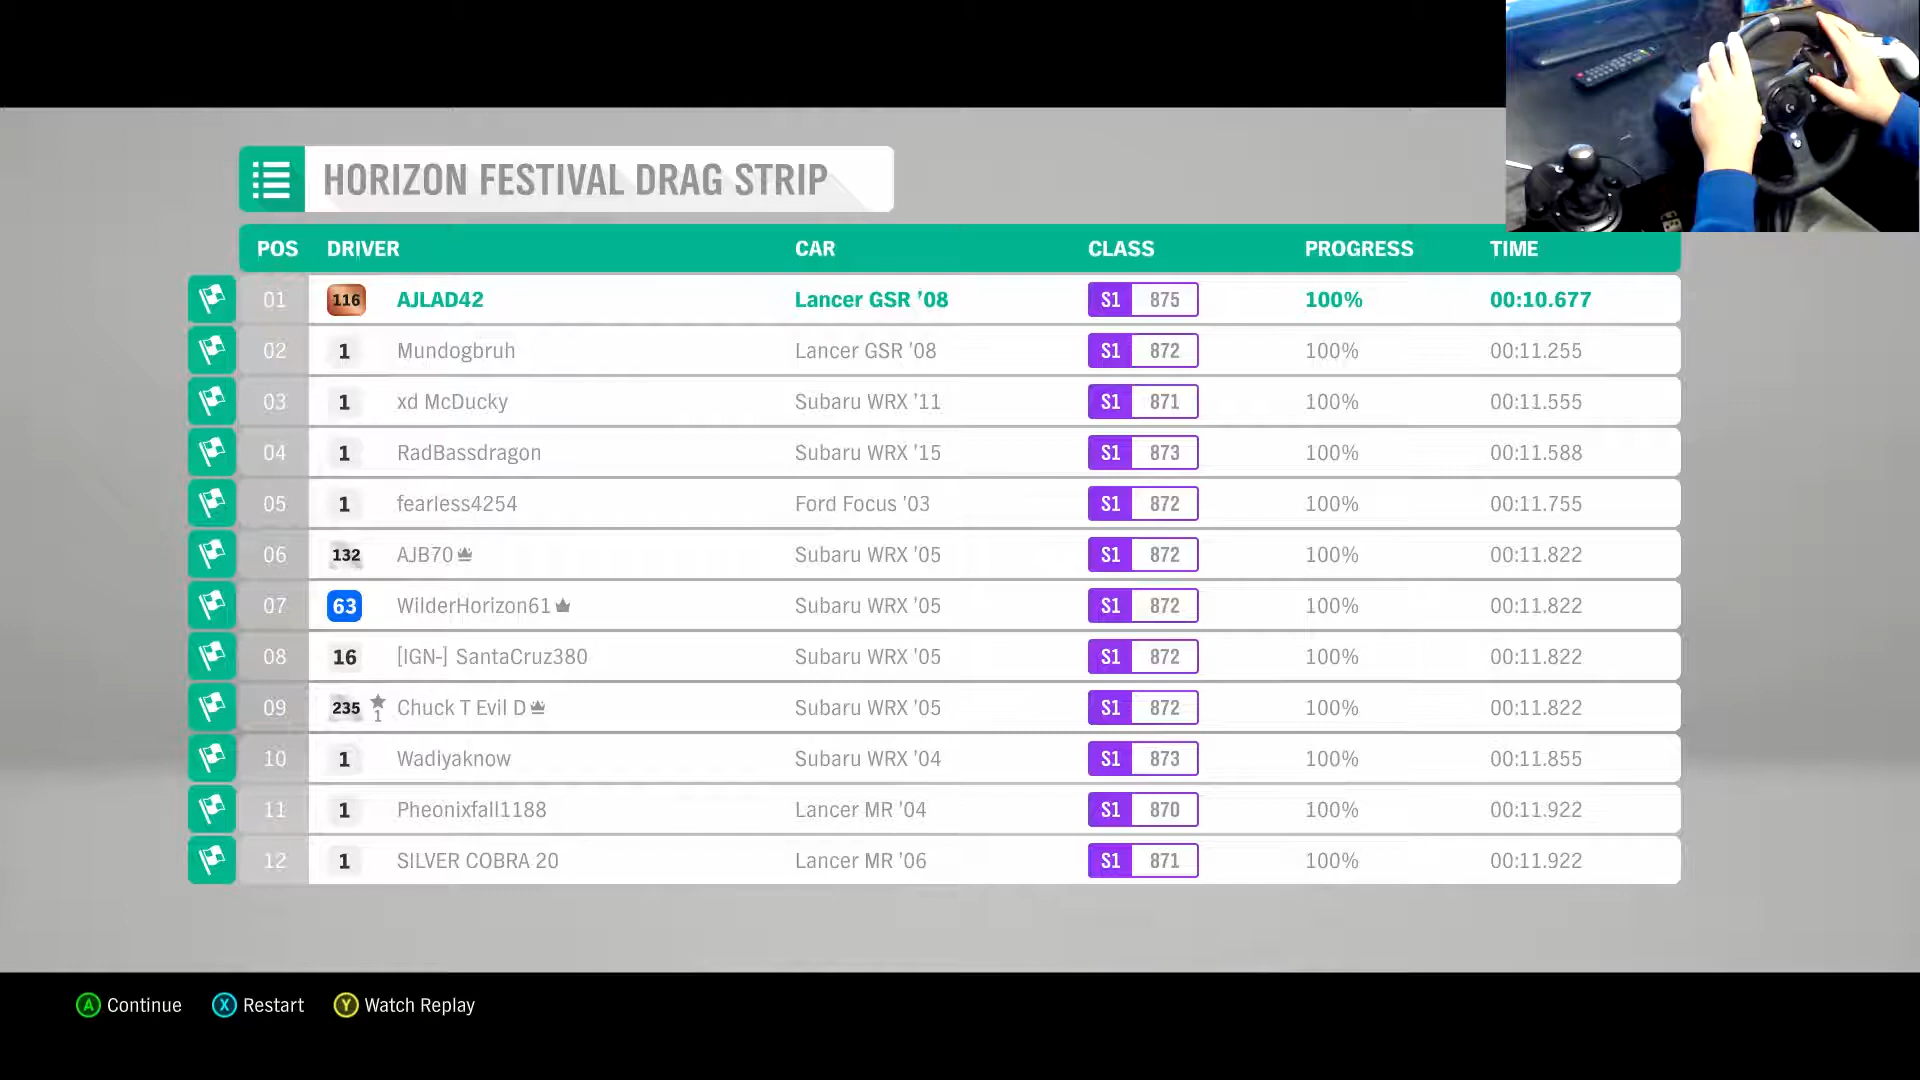 HORIZON FESTIVAL DRAG STRIP
POS DRIVER CAR CLASS PROGRESS TIME
01 116 AJLAD42 Lancer GSR '08 S1 875 100% 00:10.677
02 1 Mundogbruh Lancer GSR '08 S1 872 100% 00:11.255
03 1 xd McDucky Subaru WRX '11 S1 871 100% 00:11.555
04 1 RadBassdragon Subaru WRX '15 S1 873 100% 00:11.588
05 1 fearless4254 Ford Focus '03 S1 872 100% 00:11.755
06 132 AJB70 Subaru WRX '05 S1 872 100% 00:11.822
07 63 WilderHorizon61 Subaru WRX '05 S1 872 100% 00:11.822
08 16 [IGN-] SantaCruz380 Subaru WRX '05 S1 872 100% 00:11.822
09 235 1 Chuck T Evil D Subaru WRX '05 S1 872 100% 00:11.822
10 1 Wadiyaknow Subaru WRX '04 S1 873 100% 00:11.855
11 1 Pheonixfall1188 Lancer MR '04 S1 870 100% 00:11.922
12 1 SILVER COBRA 20 Lancer MR '06 S1 871 100% 00:11.922
A Continue X Restart Y Watch Replay